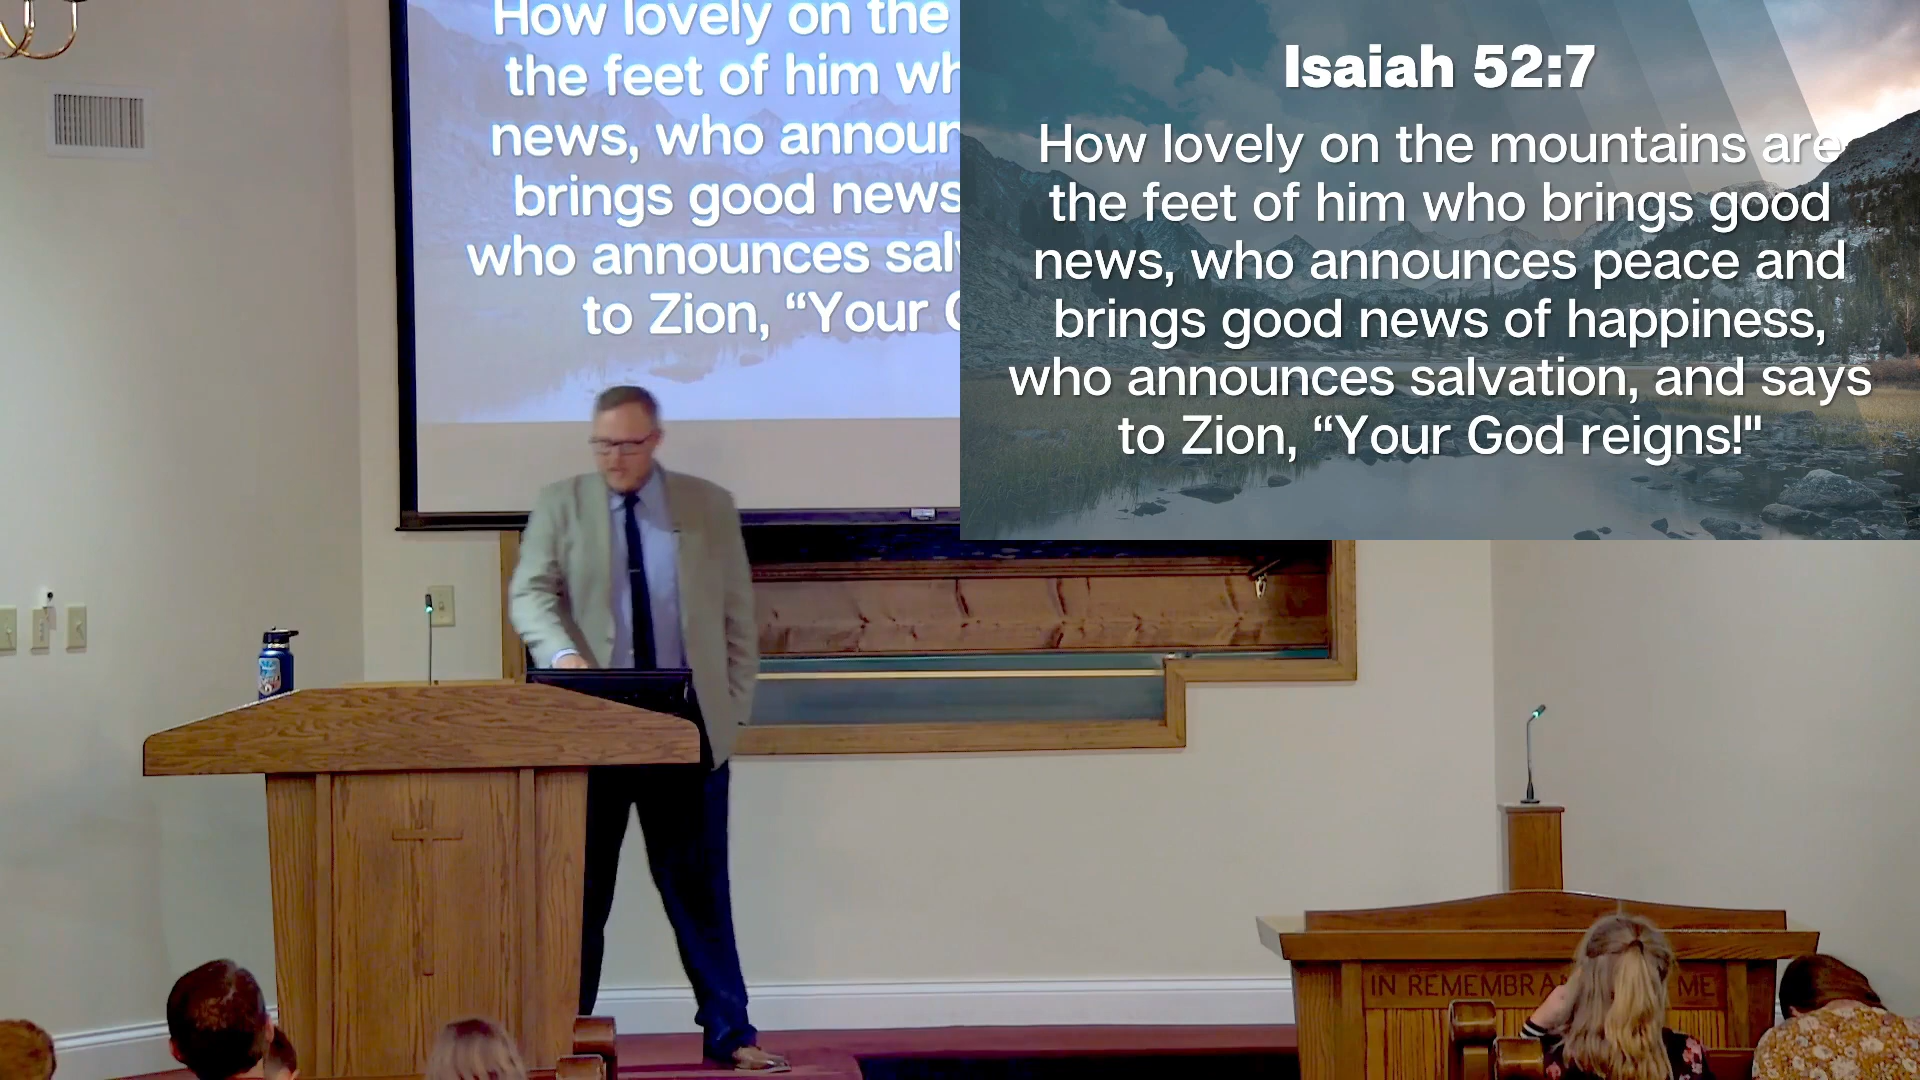 How lovely on the
the feet of him wh
news, who announ
brings good news
who announces sal
to Zion, “Your G
Isaiah 52:7
How lovely on the mountains are
the feet of him who brings good
news, who announces peace and
brings good news of happiness,
who announces salvation, and says
to Zion, “Your God reigns!"
IN REMEMBRA ME